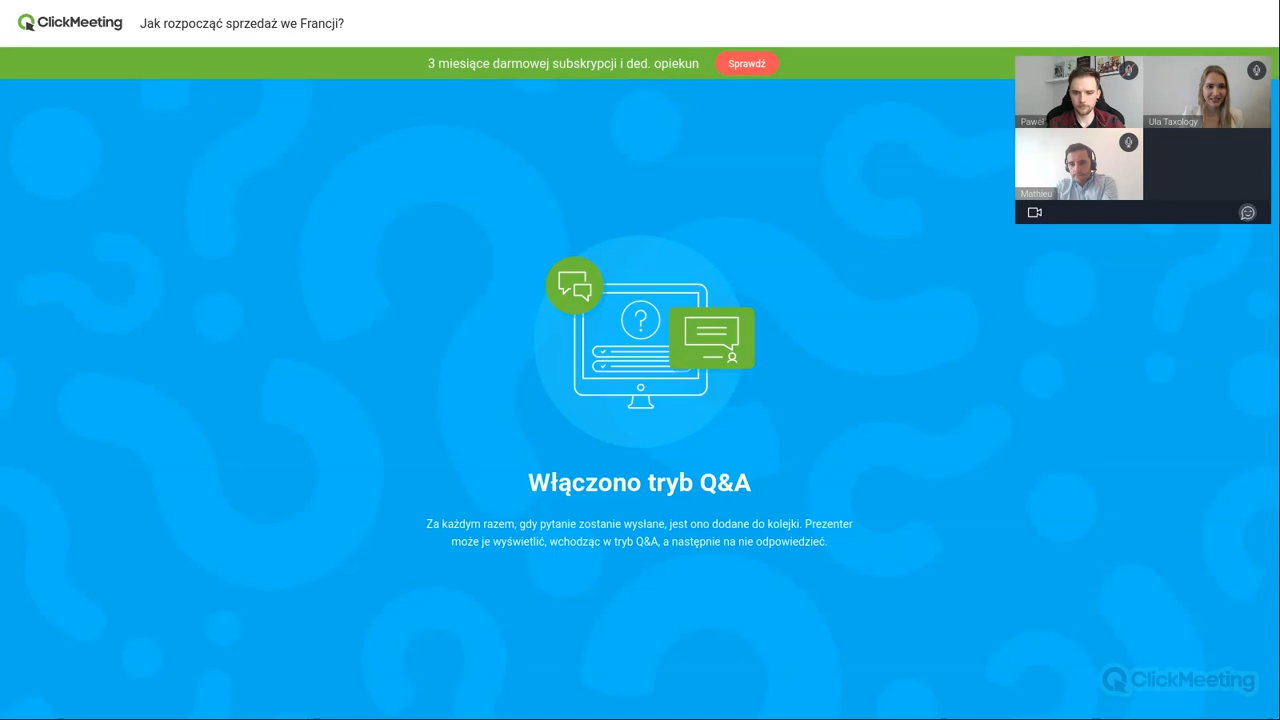 ClickMeeting Jak rozpocząć sprzedaż we Francji?
3 miesiące darmowej subskrypcji i ded. opiekun Sprawdź
Paweł Ula Taxology
Mathieu
Włączono tryb Q&A
Za każdym razem, gdy pytanie zostanie wysłane, jest ono dodane do kolejki. Prezenter
może je wyświetlić, wchodząc w tryb Q&A, a następnie na nie odpowiedzieć.
ClickMeeting